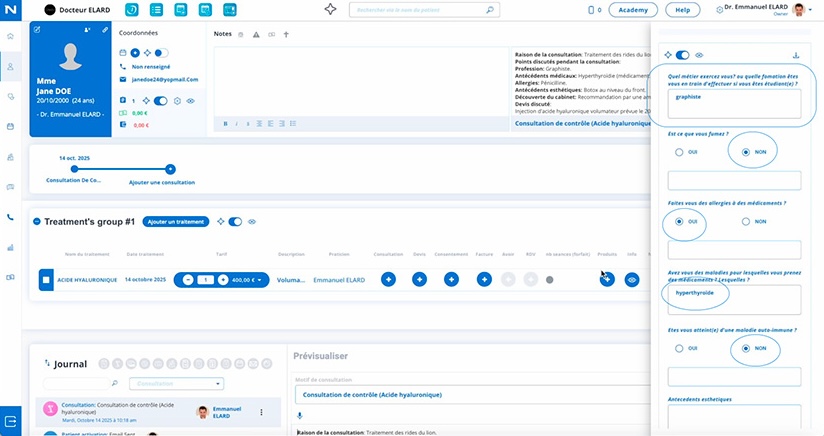 N
Docteur ELARD
Rechercher ici le nom du patient
0
Academy
Help
Dr. Emmanuel ELARD
Owner
Mme
Jane DOE
20/10/2000 (24 ans)
- Dr. Emmanuel ELARD -
Coordonnées
Non renseigné
janedoe24@yopmail.Com
1
0,00 €
0,00 €
Notes
Raison de la consultation: Traitement des rides du lion.
Points discutés pendant la consultation:
Profession: Graphiste.
Antécédents médicaux: Hyperthyroïdie (médicament
Allergies: Pénicilline.
Antécédents esthétiques: Botox au niveau du front.
Découverte du cabinet: Recommandation par une am
Devis discuté:
Injection d'acide hyaluronique volumateur prévue le 20
Consultation de contrôle (Acide hyaluronique
14 oct. 2025
Consultation De Co...
Ajouter une consultation
Treatment's group #1
Ajouter un traitement
Nom du traitement
Date traitement
Tarif
Description
Praticien
Consultation
Devis
Consentement
Facture
Avoir
RDV
Nb seances (forfait)
Produits
Info
ACIDE HYALURONIQUE
14 octobre 2025
1
400,00 €
Voluma...
Emmanuel ELARD
Journal
Consultation
Consultation: Consultation de contrôle (Acide
hyaluronique)
Mardi, Octobre 14 2025 à 10:18 am
Emmanuel
ELARD
Patient activation: Email Sent
Prévisualiser
Motif de consultation
Consultation de contrôle (Acide hyaluronique)
Raison de la consultation: Traitement des rides du lion.
Quel métier exercez vous? ou quelle fomation êtes
vous en train d'effectuer si vous êtes étudiant(e) ?
graphiste
Est ce que vous fumez ?
OUI
NON
Faites vous des allergies à des médicaments ?
OUI
NON
Avez vous des maladies pour lesquelles vous prenez
des médicaments ? Lesquelles ?
hyperthyroide
Etes vous atteint(e) d'une maladie auto-immune ?
OUI
NON
Antecedents esthetiques